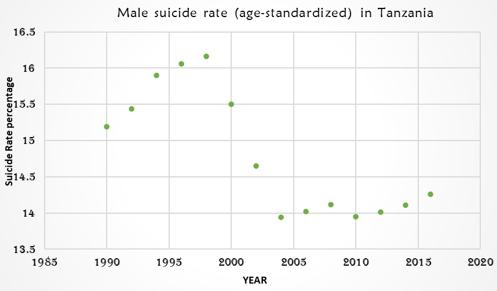 Male suicide rate (age-standardized) in Tanzania
Suicide Rate percentage
16.5
16
15.5
15
14.5
14
13.5
1985 1990 1995 2000 2005 2010 2015 2020
YEAR